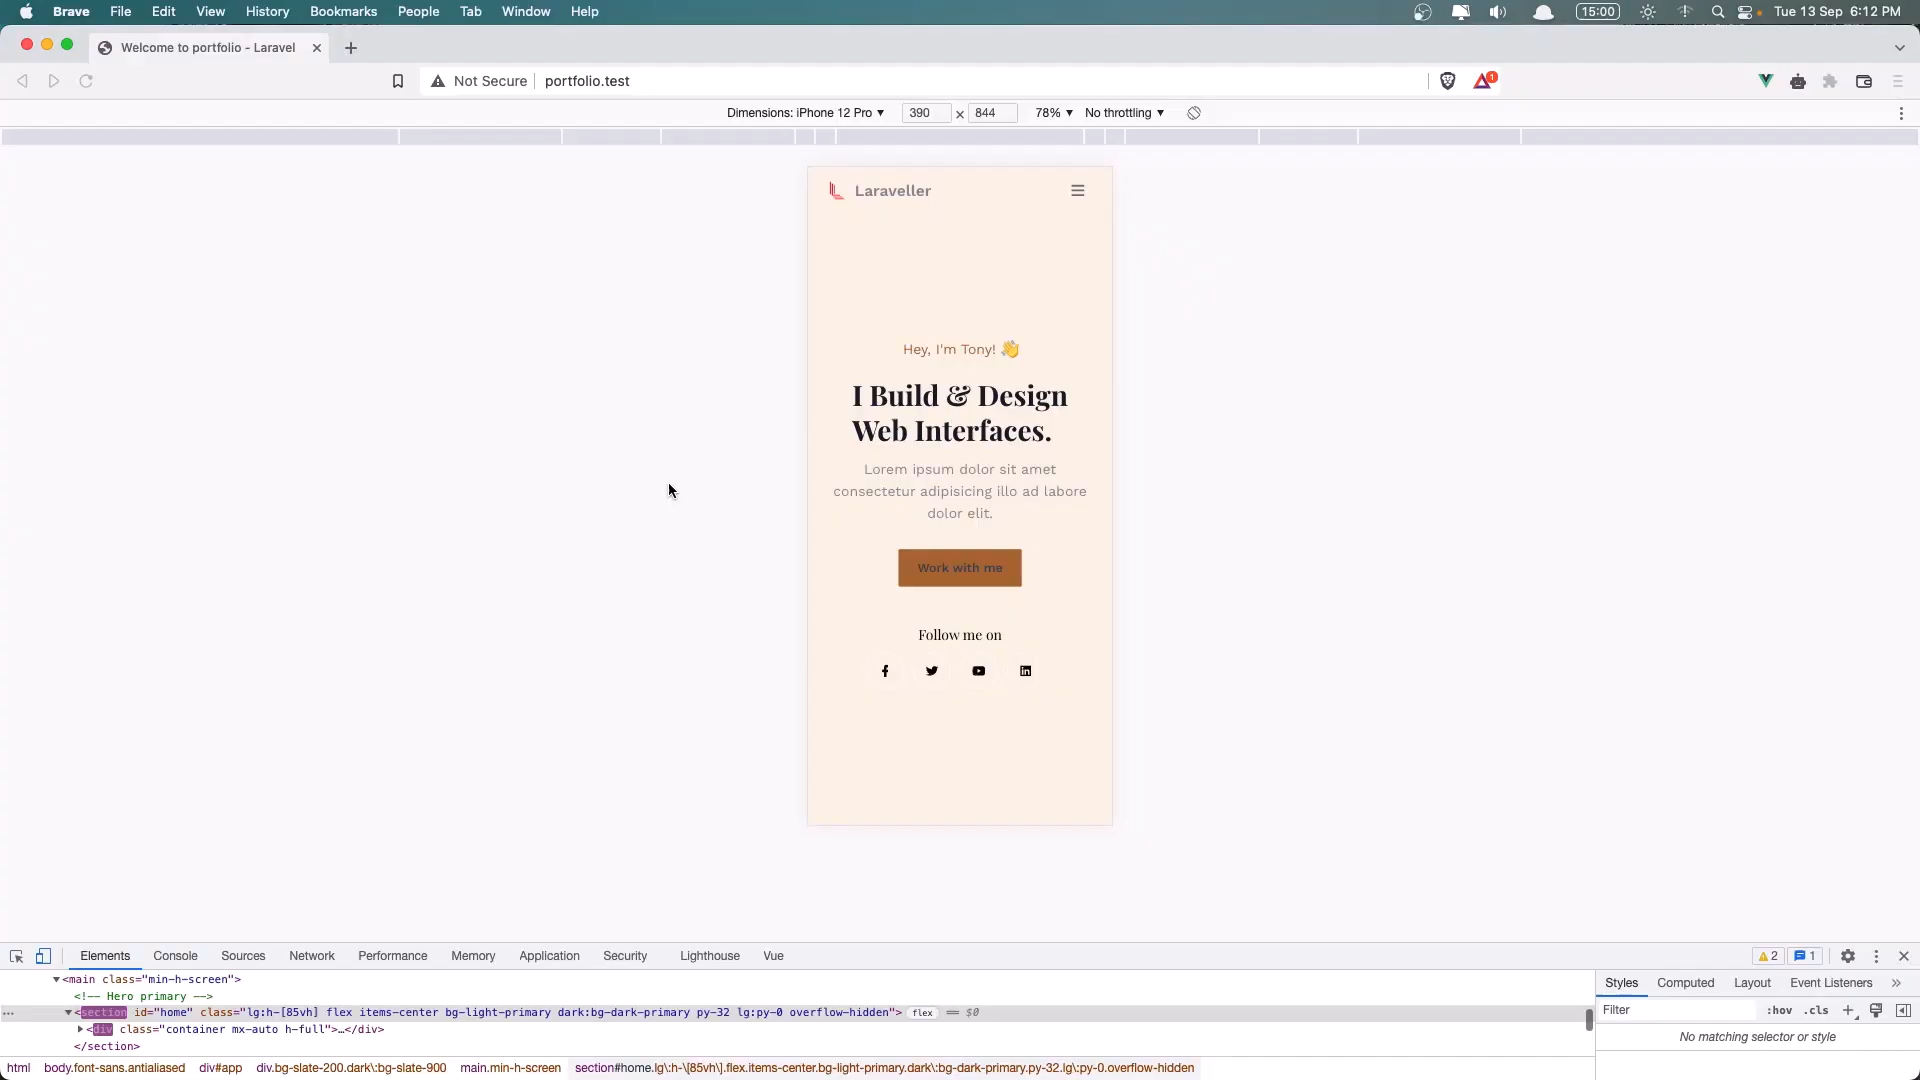 Brave File Edit View History Bookmarks People Tab Window Help 15:00 Tue 13 Sep 6:12 PM
Welcome to portfolio - Laravel
Not Secure portfolio.test 1
Dimensions: iPhone 12 Pro ▼ 390 × 844 78% ▼ No throttling ▼
Laraveller
Hey, I'm Tony! 👋
I Build & Design
Web Interfaces.
Lorem ipsum dolor sit amet
consectetur adipisicing illo ad labore
dolor elit.
Work with me
Follow me on
Elements Console Sources Network Performance Memory Application Security Lighthouse Vue 2 1
<main class="min-h-screen">
<!-- Hero primary -->
<section id="home" class="lg:h-[85vh] flex items-center bg-light-primary dark:bg-dark-primary py-32 lg:py-0 overflow-hidden"> flex == $0
<div class="container mx-auto h-full">…</div>
</section>
Styles Computed Layout Event Listeners »
Filter :hov .cls +
No matching selector or style
html body.font-sans.antialiased div#app div.bg-slate-200.dark\:bg-slate-900 main.min-h-screen section#home.lg\:h-\[85vh\].flex.items-center.bg-light-primary.dark\:bg-dark-primary.py-32.lg\:py-0.overflow-hidden